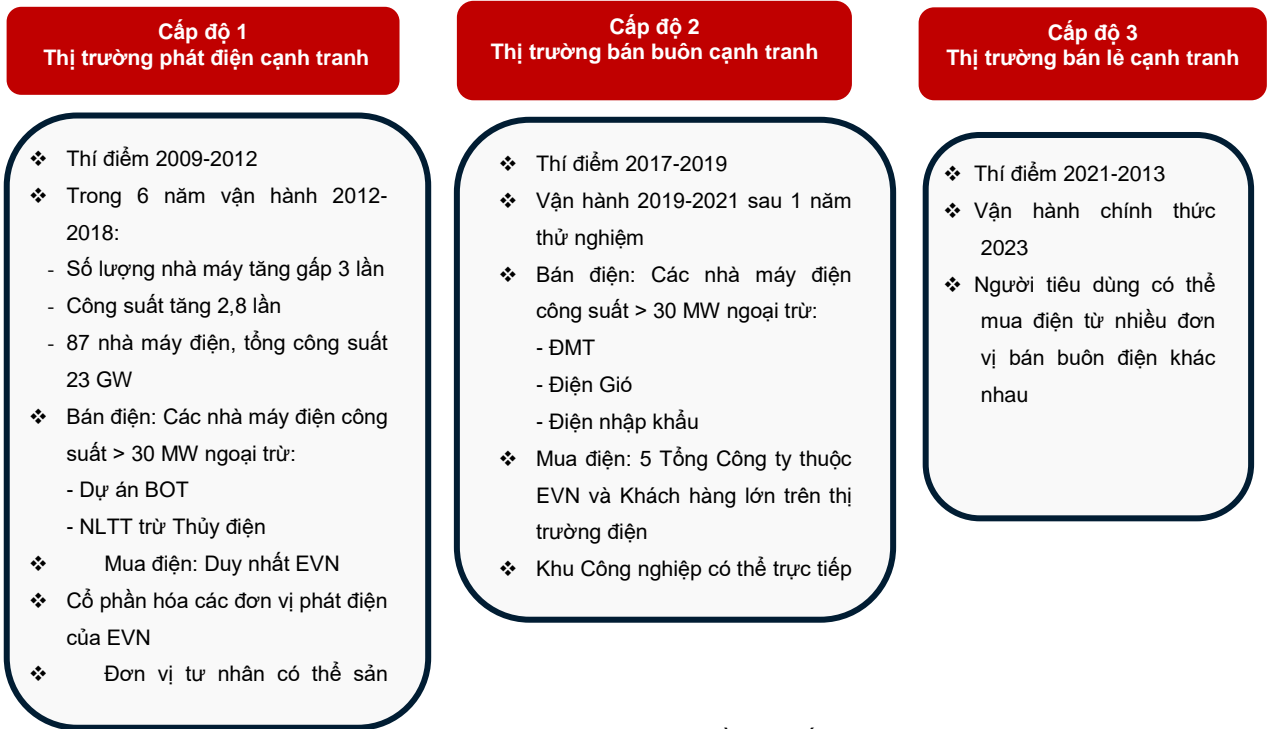 Cấp độ 1
Thị trường phát điện cạnh tranh
❖ Thí điểm 2009-2012
❖ Trong 6 năm vận hành 2012-
2018:
- Số lượng nhà máy tăng gấp 3 lần
- Công suất tăng 2,8 lần
- 87 nhà máy điện, tổng công suất
23 GW
❖ Bán điện: Các nhà máy điện công
suất > 30 MW ngoại trừ:
- Dự án BOT
- NLTT trừ Thủy điện
❖ Mua điện: Duy nhất EVN
❖ Cổ phần hóa các đơn vị phát điện
của EVN
❖ Đơn vị tư nhân có thể sản
Cấp độ 2
Thị trường bán buôn cạnh tranh
❖ Thí điểm 2017-2019
❖ Vận hành 2019-2021 sau 1 năm
thử nghiệm
❖ Bán điện: Các nhà máy điện
công suất > 30 MW ngoại trừ:
- ĐMT
- Điện Gió
- Điện nhập khẩu
❖ Mua điện: 5 Tổng Công ty thuộc
EVN và Khách hàng lớn trên thị
trường điện
❖ Khu Công nghiệp có thể trực tiếp
Cấp độ 3
Thị trường bán lẻ cạnh tranh
❖ Thí điểm 2021-2013
❖ Vận hành chính thức
2023
❖ Người tiêu dùng có thể
mua điện từ nhiều đơn
vị bán buôn điện khác
nhau